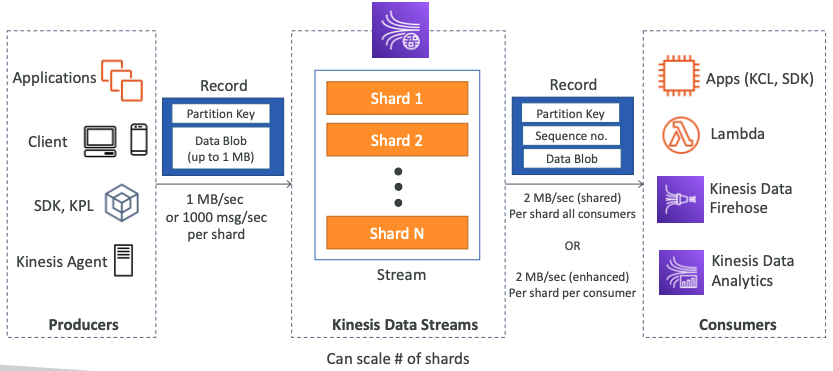 Applications
Client
SDK, KPL
Kinesis Agent
Producers
Record
Partition Key
Data Blob
(up to 1 MB)
1 MB/sec
or 1000 msg/sec
per shard
Shard 1
Shard 2
Shard N
Stream
Kinesis Data Streams
Can scale # of shards
Record
Partition Key
Sequence no.
Data Blob
2 MB/sec (shared)
Per shard all consumers
OR
2 MB/sec (enhanced)
Per shard per consumer
Apps (KCL, SDK)
Lambda
Kinesis Data
Firehose
Kinesis Data
Analytics
Consumers